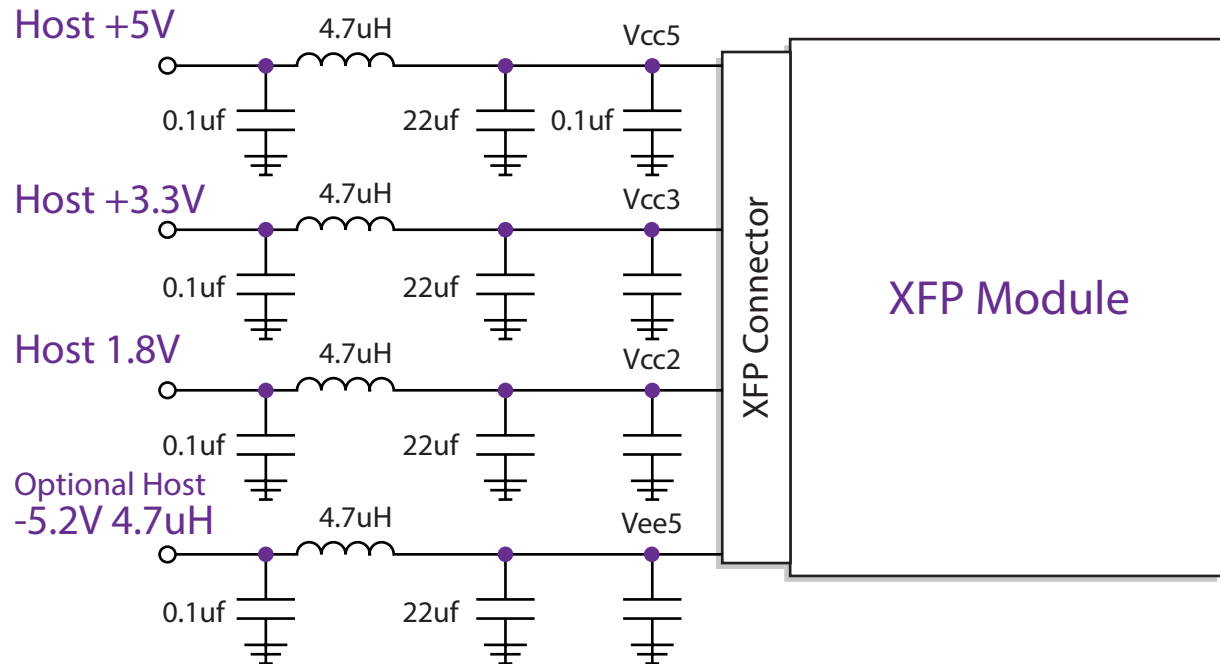 Host +5V
4.7uH
Vcc5
0.1uf
22uf
0.1uf
Host +3.3V
4.7uH
Vcc3
0.1uf
22uf
Host 1.8V
4.7uH
Vcc2
0.1uf
22uf
Optional Host
-5.2V 4.7uH
4.7uH
Vee5
0.1uf
22uf
XFP Connector
XFP Module